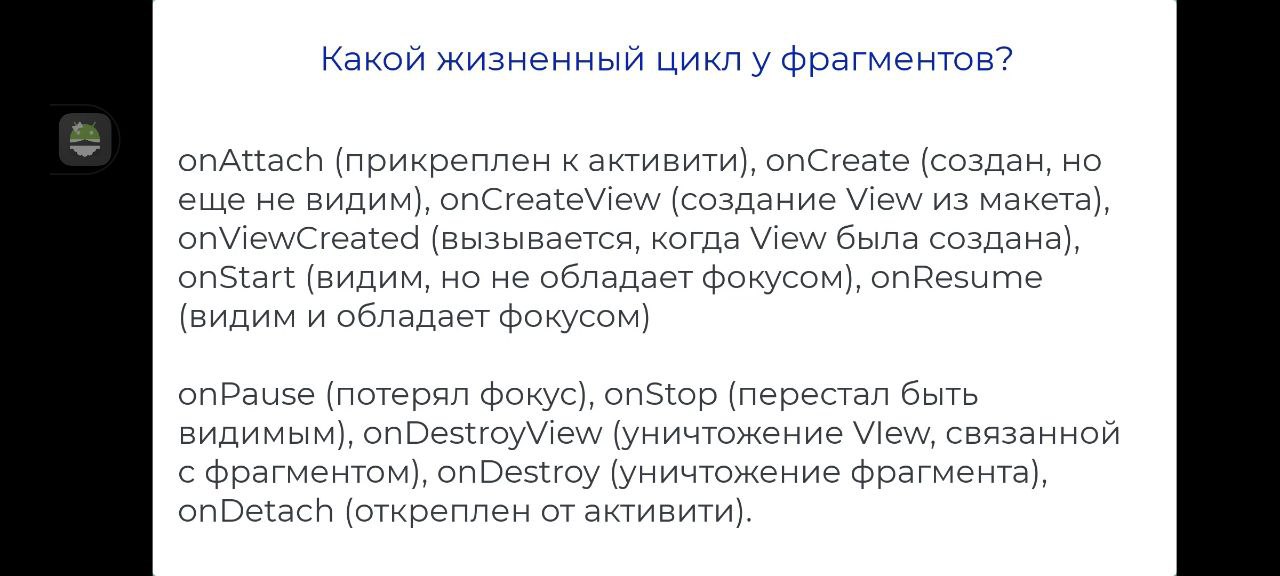 Какой жизненный цикл у фрагментов?
onAttach (прикреплен к активити), onCreate (создан, но
еще не видим), onCreateView (создание View из макета),
onViewCreated (вызывается, когда View была создана),
onStart (видим, но не обладает фокусом), onResume
(видим и обладает фокусом)
onPause (потерял фокус), onStop (перестал быть
видимым), onDestroyView (уничтожение VIew, связанной
с фрагментом), onDestroy (уничтожение фрагмента),
onDetach (откреплен от активити).